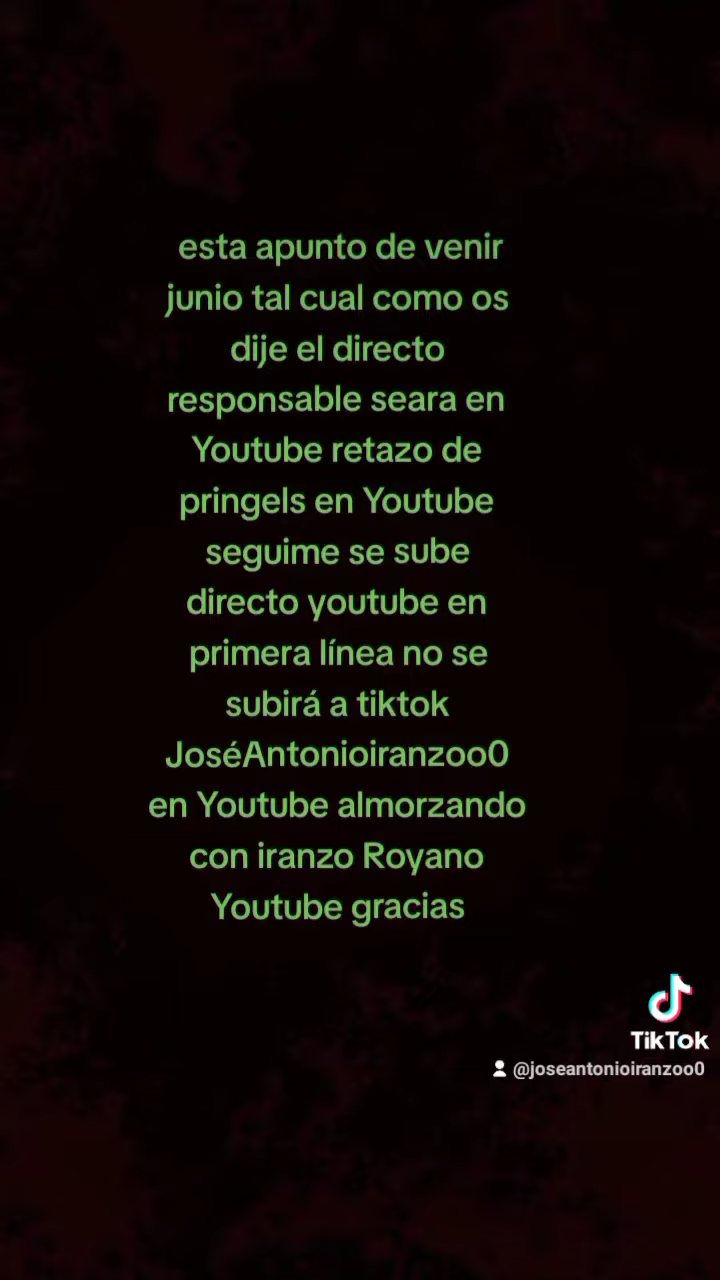 esta apunto de venir
junio tal cual como os
dije el directo
responsable seara en
Youtube retazo de
pringels en Youtube
seguime se sube
directo youtube en
primera línea no se
subirá a tiktok
JoséAntonioiranzoo0
en Youtube almorzando
con iranzo Royano
Youtube gracias
TikTok
@joseantonioiranzoo0